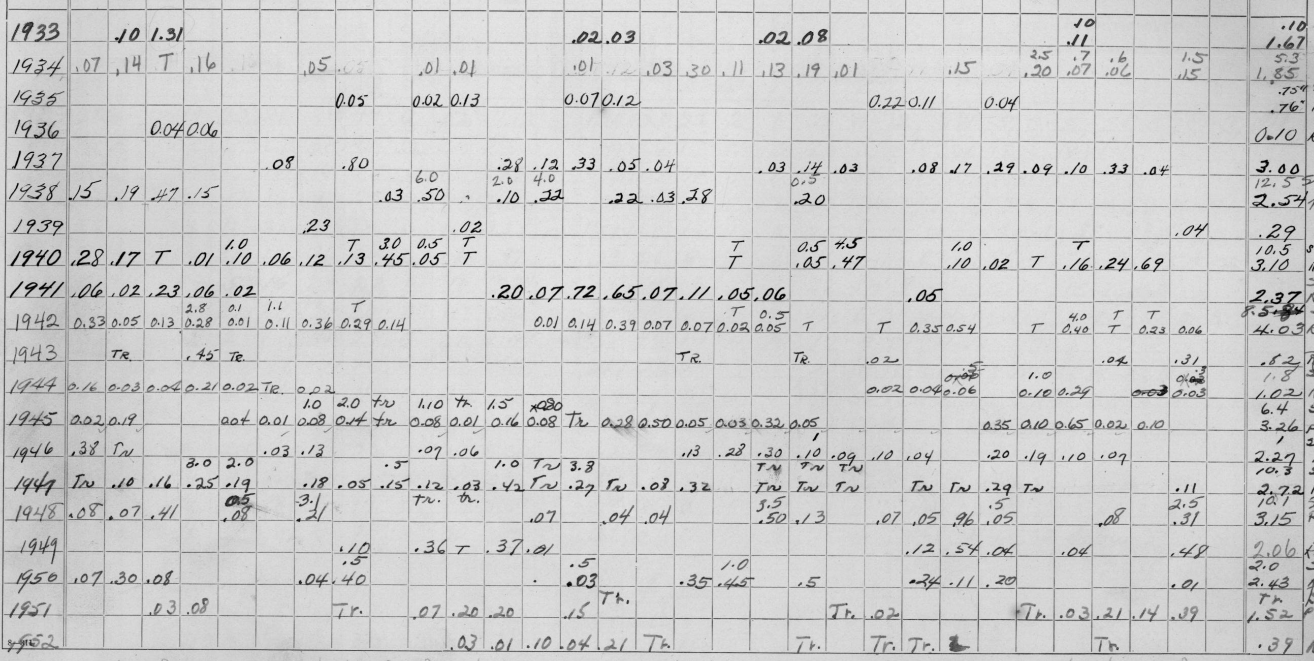 .10 .10
1933 .10 1.31 .02 .03 .02 .08 .11 1.67
2.5 .7 .6 1.5 5.3
1934 .07 .14 T .16 .05 .01 .01 .01 .03 .30 .11 .13 .19 .01 .15 .20 .07 .06 .15 1.85
.75
1935 0.05 0.02 0.13 0.07 0.12 0.22 0.11 0.04 .76
1936 0.04 0.06 0.10
1937 .08 .80 .28 .12 .33 .05 .04 .03 .14 .03 .08 .17 .29 .09 .10 .33 .04 3.00
6.0 2.0 4.0 0.5 12.5
1938 .15 .19 .47 .15 .03 .50 .10 .22 .22 .03 .28 .20 2.54
1939 .23 .02 .04 .29
1.0 T 3.0 0.5 T T 0.5 4.5 1.0 T 10.5
1940 .28 .17 T .01 .10 .06 .12 .13 .45 .05 T T .05 .47 .10 .02 T .16 .24 .69 3.10
1941 .06 .02 .23 .06 .02 .20 .07 .72 .65 .07 .11 .05 .06 .05 2.37
2.8 0.1 1.1 T T 0.5 4.0 T T 8.5
1942 0.33 0.05 0.13 0.28 0.01 0.11 0.36 0.29 0.14 0.01 0.14 0.39 0.07 0.07 0.02 0.05 T T 0.35 0.54 T 0.40 T 0.23 0.06 4.03
1943 TR. .45 Tr. TR. TR. .02 .04 .31 .82
.5 1.0 .3 1.8
1944 0.16 0.03 0.04 0.21 0.02 TR. 0.02 0.02 0.04 0.06 0.10 0.29 0.03 0.03 1.02
1.0 2.0 tr 1.10 tr. 1.5 6.4
1945 0.02 0.19 0.04 0.01 0.08 0.14 tr 0.08 0.01 0.16 0.08 Tr 0.28 0.50 0.05 0.03 0.32 0.05 0.35 0.10 0.65 0.02 0.10 3.26
1 1
1946 .38 Tr .03 .13 .07 .06 .13 .28 .30 .10 .09 .10 .04 .20 .19 .10 .07 2.27
3.0 2.0 .5 1.0 Tr 3.8 Tr Tr Tr 10.3
1947 Tr .10 .16 .25 .19 .18 .05 .15 .12 .03 .42 Tr .27 Tr .08 .32 Tr Tr Tr Tr Tr .29 Tr .11 2.72
0.5 3.1 Tr. tr. 3.5 .5 2.5 10.1
1948 .08 .07 .41 .08 .21 .07 .04 .04 .50 .13 .07 .05 .96 .05 .08 .31 3.15
1949 .10 .36 T .37 .01 .12 .54 .04 .04 .48 2.06
.5 .5 1.0 2.0
1950 .07 .30 .08 .04 .40 .03 .35 .45 .5 .24 .11 .20 .01 2.43
Tr. Tr.
1951 .03 .08 Tr. .07 .20 .20 .15 Tr. .02 Tr. .03 .21 .14 .39 1.52
1952 .03 .01 .10 .04 .21 Tr. Tr. Tr. Tr. Tr. .39